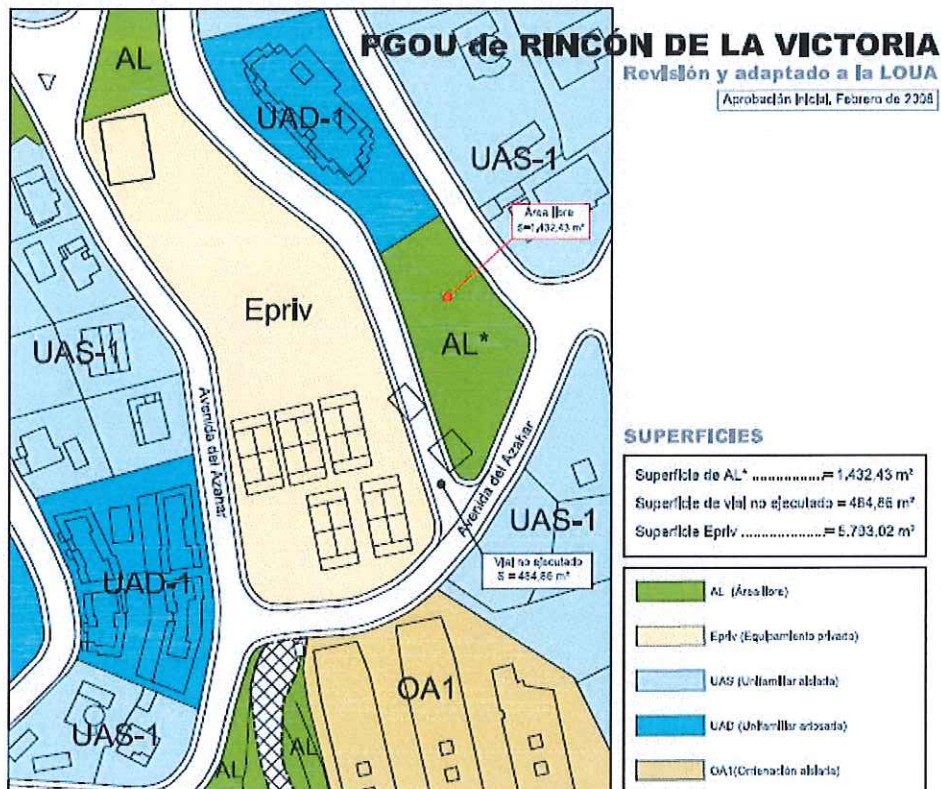 PGOU de RINCÓN DE LA VICTORIA
Revisión y adaptado a la LOUA
Aprobación inicial, Febrero de 2008
AL
UAD-1
UAS-1
Area libre
S=1,432,43 m²
Epriv
AL*
UAS-1
Avenida del Azahar
Avenida del Azahar
UAS-1
Vial no ejecutado
S = 484,86 m²
UAD-1
OA1
UAS-1
AL
AL
SUPERFICIES
Superficie de AL* ..................= 1.432,43 m²
Superficie de vial no ejecutado = 484,86 m²
Superficie Epriv .....................= 5.793,02 m²
AL (Área libre)
Epriv (Equipamiento privado)
UAS (Unifamiliar aislada)
UAD (Unifamiliar adosada)
OA1(Ordenación aislada)